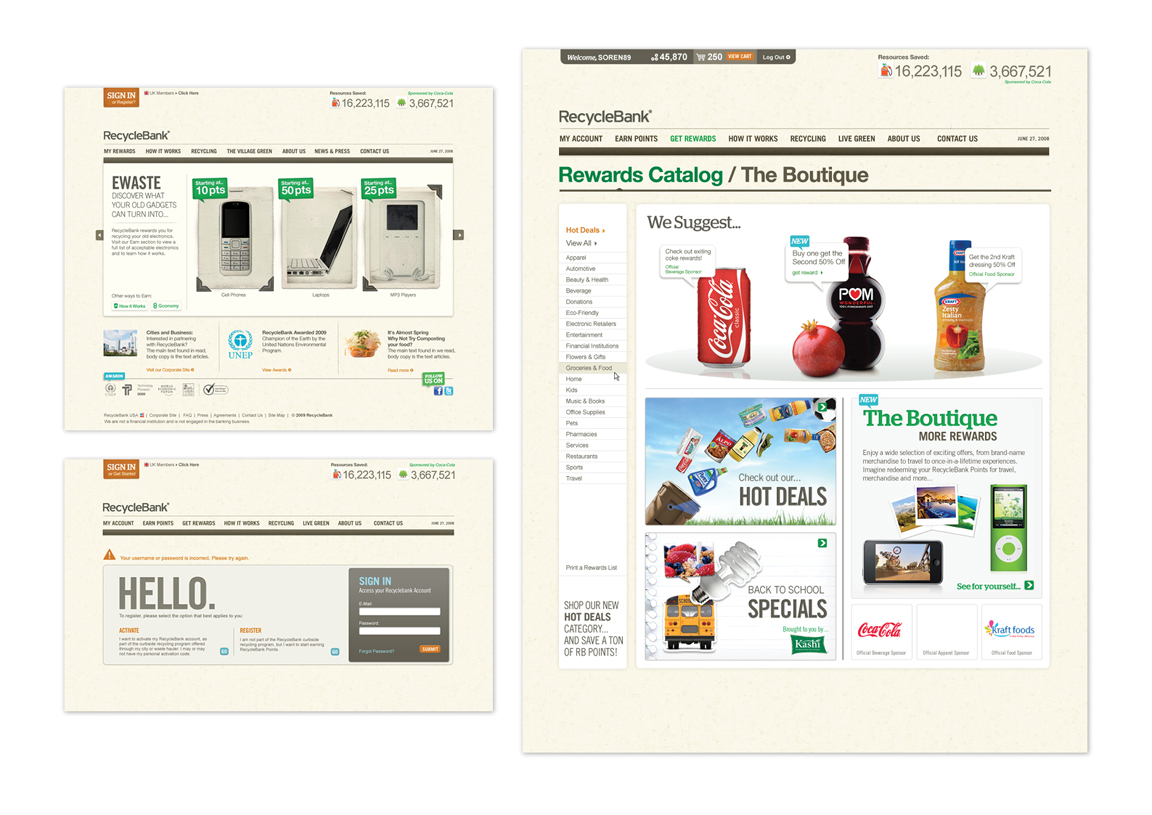 SIGN IN
or Register?
UK Members » Click Here
Resources Saved:
Sponsored by Coca-Cola
16,223,115
3,667,521
RecycleBank
MY REWARDS
HOW IT WORKS
RECYCLING
THE VILLAGE GREEN
ABOUT US
NEWS & PRESS
CONTACT US
JUNE 27, 2008
EWASTE
DISCOVER WHAT
YOUR OLD GADGETS
CAN TURN INTO...
RecycleBank rewards you for
recycling your old electronics.
Visit our Earn section to view a
full list of acceptable electronics
and to learn how it works.
Other ways to Earn:
How it Works
Economy
Starting at...
10pts
Cell Phones
Starting at...
50pts
Laptops
Starting at...
25pts
MP3 Players
Cities and Business:
Interested in partnering
with RecycleBank?
The main text found in read,
body copy is the text articles.
Visit our Corporate Site
UNEP
RecycleBank Awarded 2009
Champion of the Earth by the
United Nations Environmental
Program.
View Awards
It's Almost Spring
Why Not Try Composting
your food?
The main text found in we read,
body copy is the text articles.
Read more
AWARDS
FOLLOW
US ON
RecycleBank USA
Corporate Site | FAQ | Press | Agreements | Contact Us | Site Map | © 2009 RecycleBank
We are not a financial institution and is not engaged in the banking business.
SIGN IN
or Get Started
UK Members » Click Here
Resources Saved:
Sponsored by Coca-Cola
16,223,115
3,667,521
RecycleBank
MY ACCOUNT
EARN POINTS
GET REWARDS
HOW IT WORKS
RECYCLING
LIVE GREEN
ABOUT US
CONTACT US
JUNE 27, 2008
Your username or password is incorrect. Please try again.
HELLO.
To register, please select the option that best applies to you:
ACTIVATE
I want to activate my RecycleBank account, as
part of the curbside recycling program offered
through my city or waste hauler. I may or may
not have my personal activation code.
GO
REGISTER
I am not part of the RecycleBank curbside
recycling program, but I want to start earning
RecycleBank Points.
GO
SIGN IN
Access your Recyclebank Account
E-Mail
Password:
Forgot Password?
SUBMIT
Welcome, SOREN89
45,870
250
VIEW CART
Log Out
Resources Saved:
16,223,115
3,667,521
Sponsored by Coca-Cola
RecycleBank
MY ACCOUNT
EARN POINTS
GET REWARDS
HOW IT WORKS
RECYCLING
LIVE GREEN
ABOUT US
CONTACT US
JUNE 27, 2008
Rewards Catalog / The Boutique
Hot Deals
View All
Apparel
Automotive
Beauty & Health
Beverage
Donations
Eco-Friendly
Electronic Retailers
Entertainment
Financial Institutions
Flowers & Gifts
Groceries & Food
Home
Kids
Music & Books
Office Supplies
Pets
Pharmacies
Services
Restaurants
Sports
Travel
Print a Rewards List
SHOP OUR NEW
HOT DEALS
CATEGORY...
AND SAVE A TON
OF RB POINTS!
We Suggest...
Check out exiting
coke rewards!
Official
Beverage Sponsor
Coca-Cola
classic
NEW
Buy one get the
Second 50% Off
get reward
POM
WONDERFUL
Get the 2nd Kraft
dressing 50% Off
Official Food Sponsor
KRAFT
Zesty
Italian
Check out our...
HOT DEALS
ALPO
BACK TO SCHOOL
SPECIALS
Brought to you by...
Kashi
NEW
The Boutique
MORE REWARDS
Enjoy a wide selection of exciting offers, from brand-name
merchandise to travel to once-in-a-lifetime experiences.
Imagine redeeming your RecycleBank Points for travel,
merchandise and more...
See for yourself...
Coca-Cola
Official Beverage Sponsor
Official Apparel Sponsor
kraft foods
Official Food Sponsor